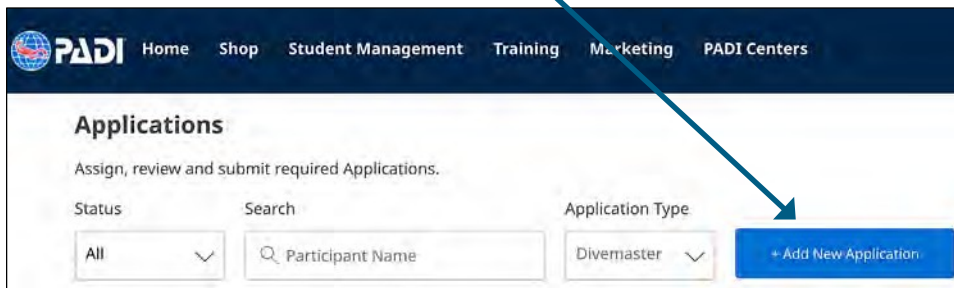 PADI Home Shop Student Management Training Marketing PADI Centers
Applications
Assign, review and submit required Applications.
Status Search Application Type
All Participant Name Divemaster + Add New Application